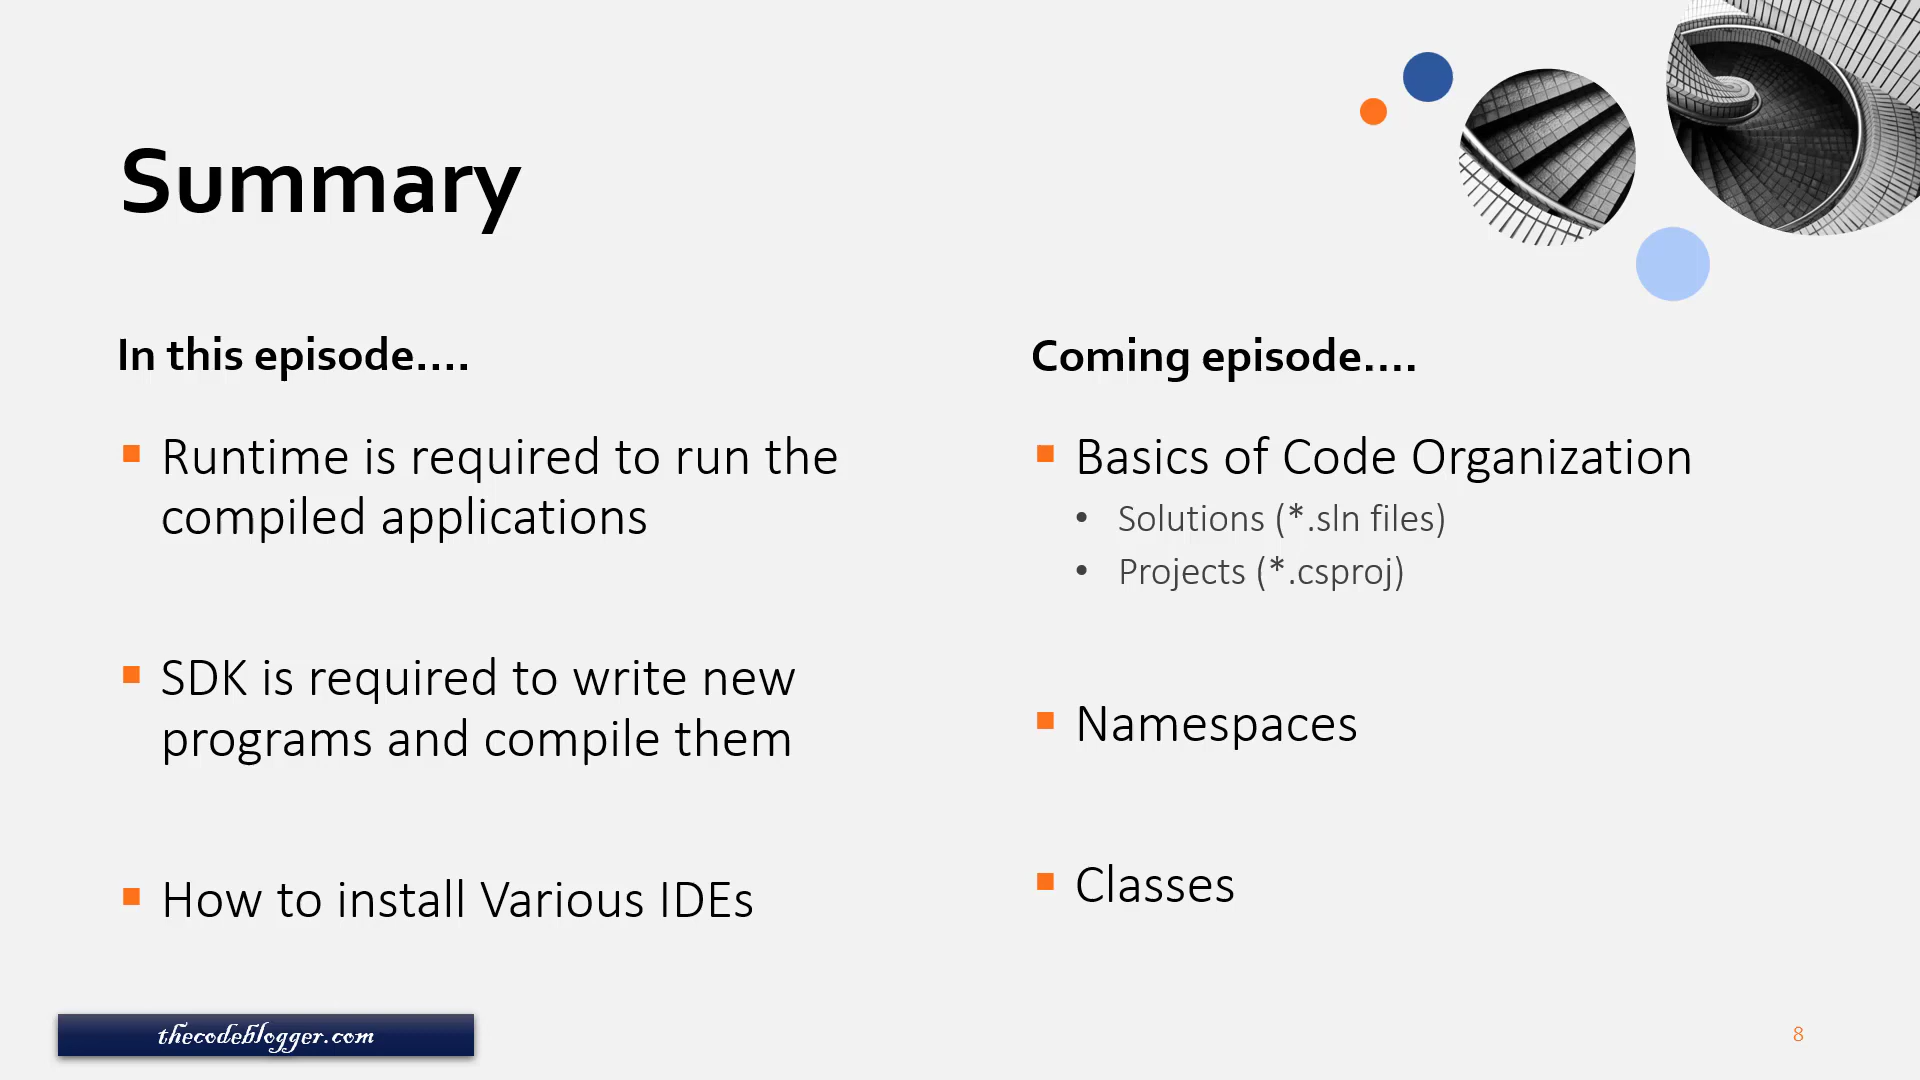 Summary
In this episode....
Runtime is required to run the
compiled applications
SDK is required to write new
programs and compile them
How to install Various IDEs
Coming episode....
Basics of Code Organization
Solutions (*.sln files)
Projects (*.csproj)
Namespaces
Classes
thecodeblogger.com
8